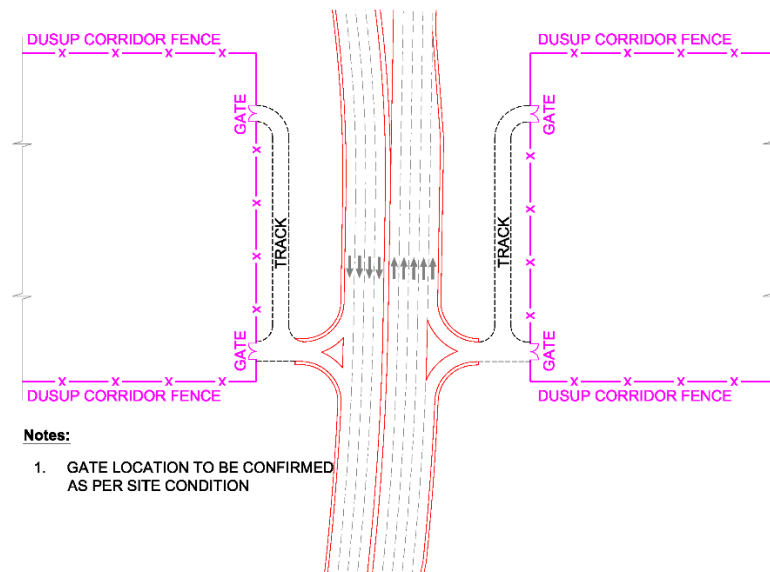 DUSUP CORRIDOR FENCE
DUSUP CORRIDOR FENCE
GATE
GATE
TRACK
TRACK
GATE
GATE
DUSUP CORRIDOR FENCE
DUSUP CORRIDOR FENCE
Notes:
1. GATE LOCATION TO BE CONFIRMED
AS PER SITE CONDITION